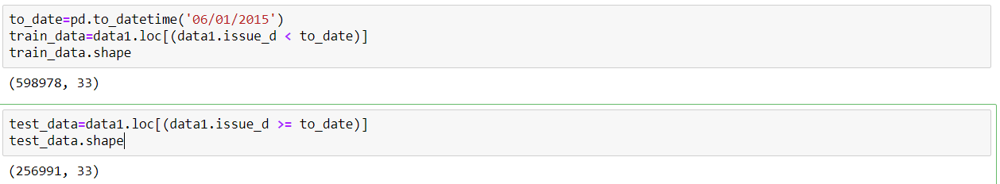 to_date=pd.to_datetime('06/01/2015')
train_data=data1.loc[(data1.issue_d < to_date)]
train_data.shape
(598978, 33)
test_data=data1.loc[(data1.issue_d >= to_date)]
test_data.shape
(256991, 33)